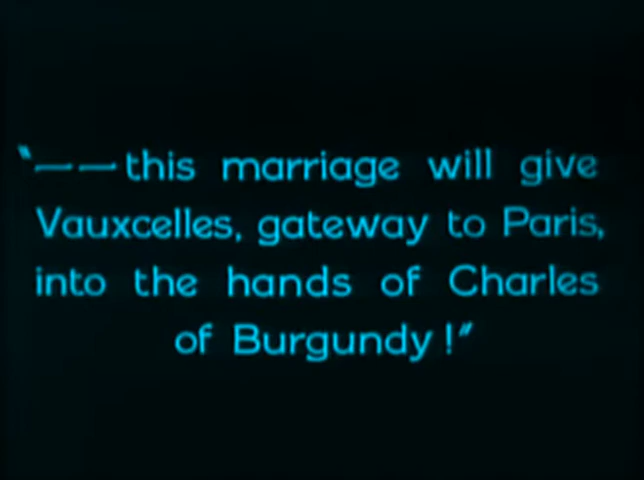 "——this marriage will give
Vauxcelles, gateway to Paris,
into the hands of Charles
of Burgundy!"